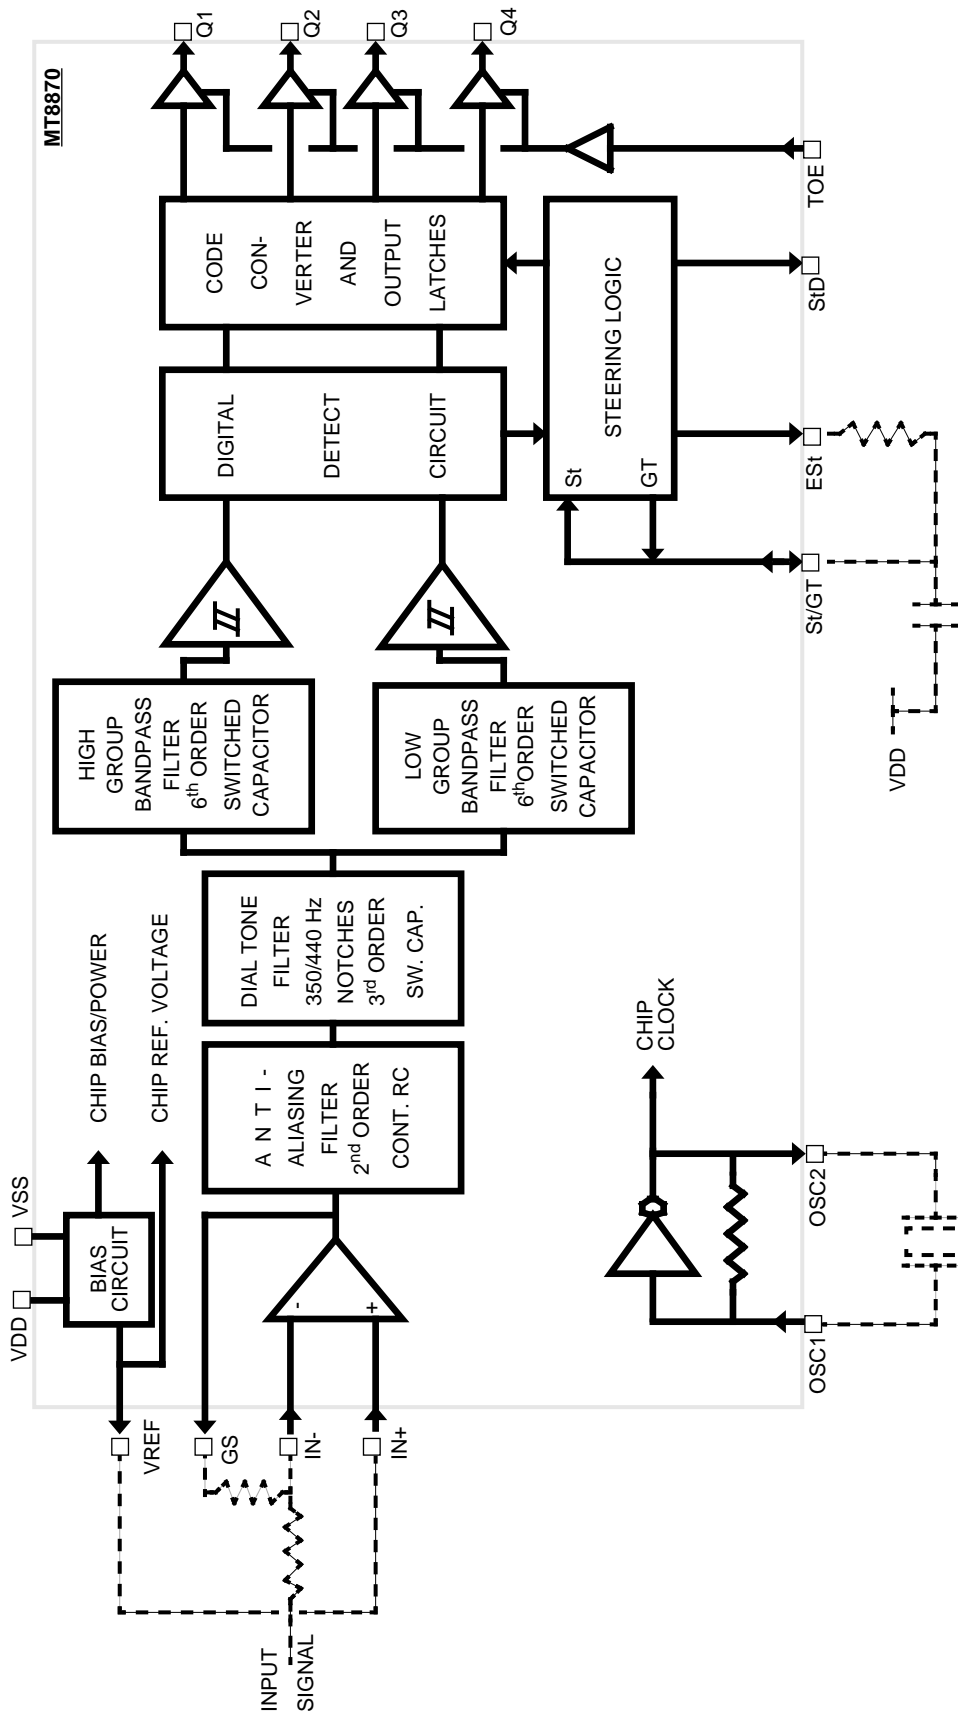 MT8870
VDD
VSS
BIAS
CIRCUIT
CHIP BIAS/POWER
CHIP REF. VOLTAGE
VREF
GS
IN-
IN+
INPUT
SIGNAL
-
+
A N T I -
ALIASING
FILTER
2nd ORDER
CONT. RC
DIAL TONE
FILTER
350/440 Hz
NOTCHES
3rd ORDER
SW. CAP.
HIGH
GROUP
BANDPASS
FILTER
6th ORDER
SWITCHED
CAPACITOR
LOW
GROUP
BANDPASS
FILTER
6thORDER
SWITCHED
CAPACITOR
DIGITAL
DETECT
CIRCUIT
CODE
CON-
VERTER
AND
OUTPUT
LATCHES
Q1
Q2
Q3
Q4
St
GT
STEERING LOGIC
CHIP
CLOCK
OSC1
OSC2
St/GT
ESt
StD
TOE
VDD